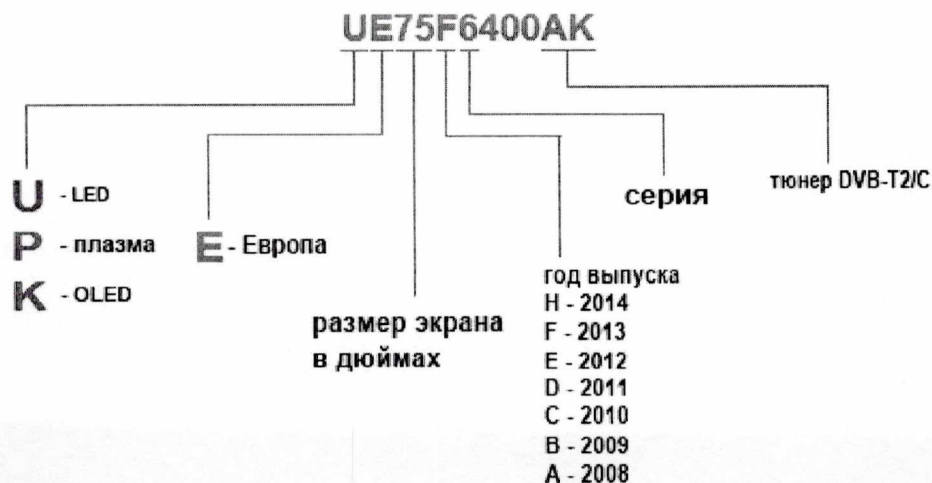 UE75F6400AK
U - LED
P - плазма
K - OLED
E - Европа
размер экрана
в дюймах
год выпуска
H - 2014
F - 2013
E - 2012
D - 2011
C - 2010
B - 2009
A - 2008
серия
тюнер DVB-T2/C